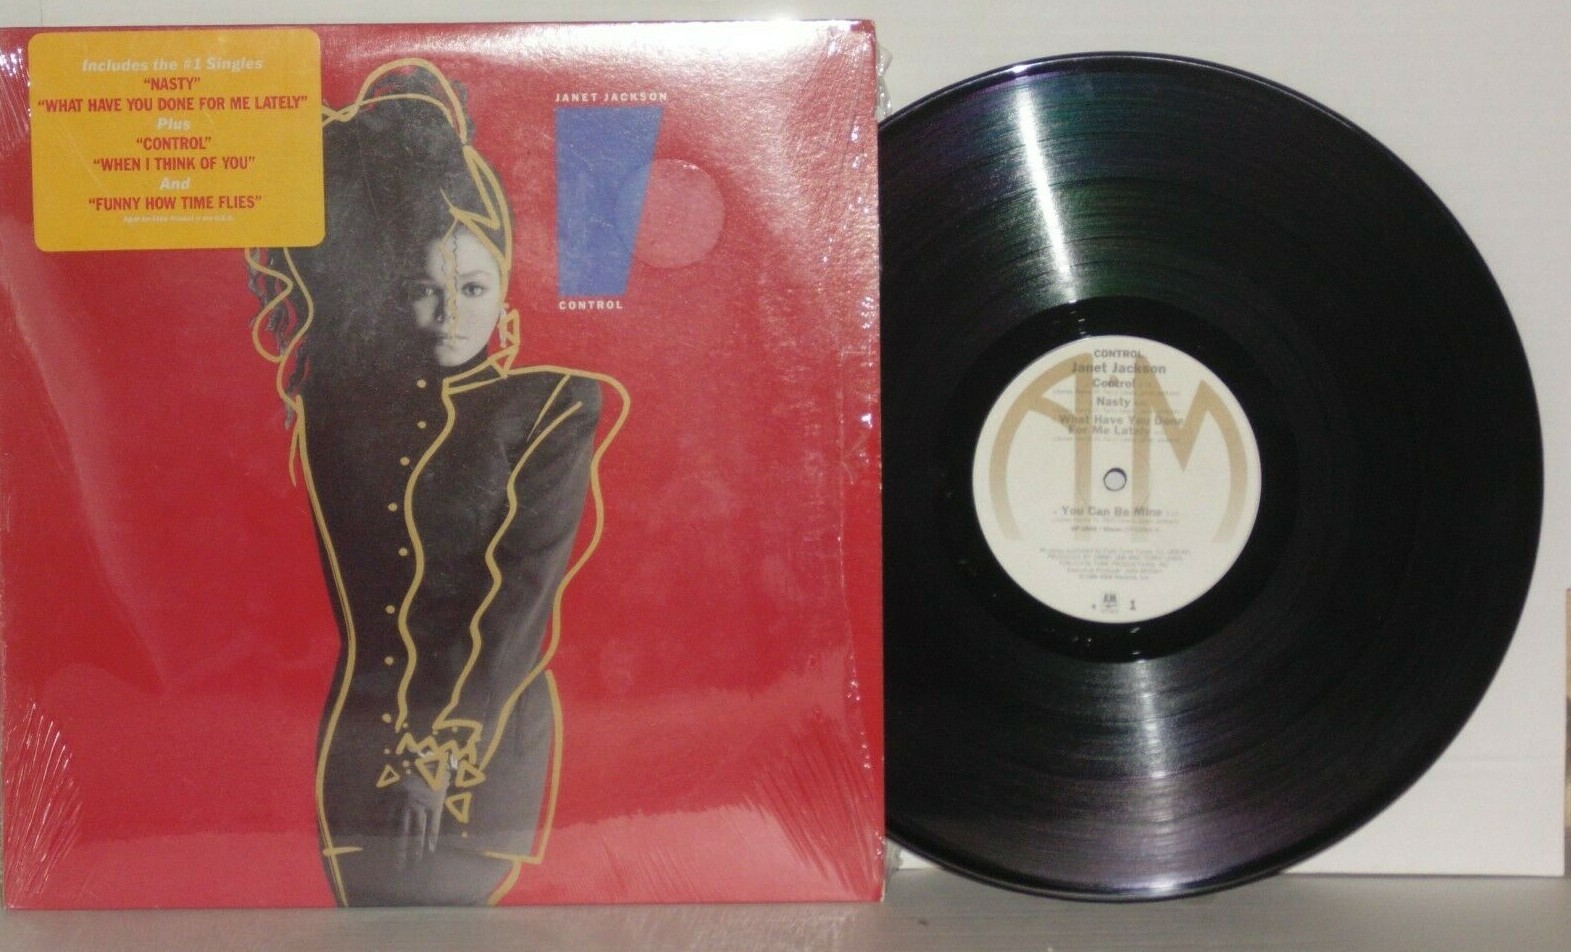 Includes the #1 Singles
"NASTY"
"WHAT HAVE YOU DONE FOR ME LATELY"
Plus
"CONTROL"
"WHEN I THINK OF YOU"
And
"FUNNY HOW TIME FLIES"
JANET JACKSON
CONTROL
CONTROL
Janet Jackson
Control
Nasty
What Have You Done
For Me Lately
You Can Be Mine
1